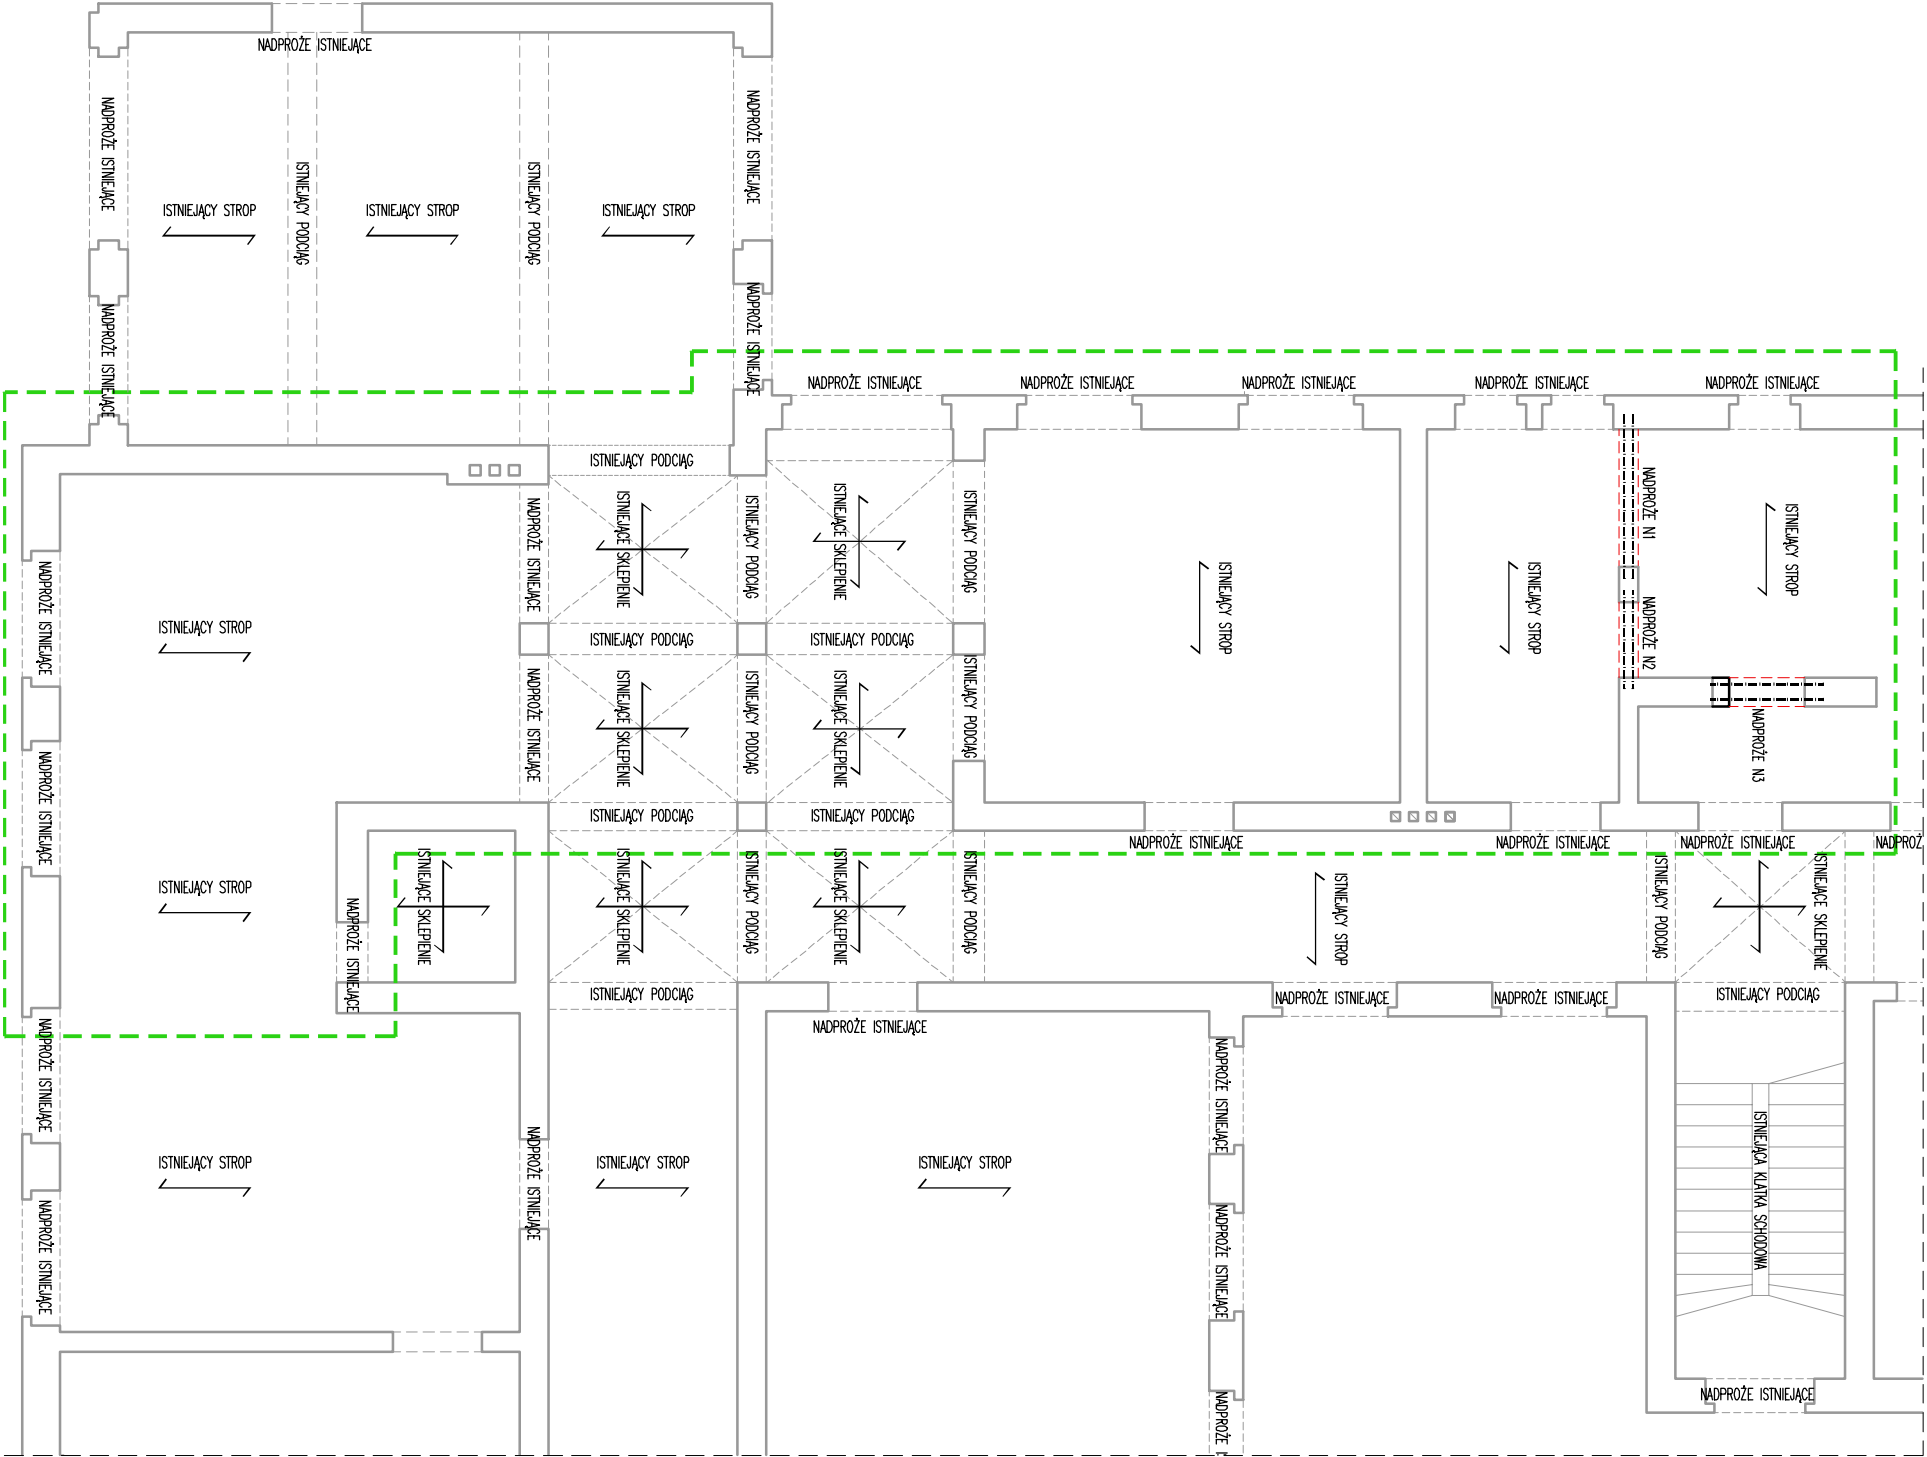 NADPROŻE ISTNIEJĄCE
NADPROŻE ISTNIEJĄCE
NADPROŻE ISTNIEJĄCE
ISTNIEJĄCY PODCIĄG
ISTNIEJĄCY PODCIĄG
ISTNIEJĄCY STROP
ISTNIEJĄCY STROP
ISTNIEJĄCY STROP
NADPROŻE ISTNIEJĄCE
NADPROŻE ISTNIEJĄCE
NADPROŻE ISTNIEJĄCE
NADPROŻE ISTNIEJĄCE
NADPROŻE ISTNIEJĄCE
NADPROŻE ISTNIEJĄCE
NADPROŻE ISTNIEJĄCE
ISTNIEJĄCY PODCIĄG
NADPROŻE ISTNIEJĄCE
ISTNIEJĄCE SKLEPIENIE
ISTNIEJĄCY PODCIĄG
ISTNIEJĄCE SKLEPIENIE
ISTNIEJĄCY PODCIĄG
NADPROŻE N1
ISTNIEJĄCY STROP
NADPROŻE ISTNIEJĄCE
ISTNIEJĄCY STROP
ISTNIEJĄCY STROP
ISTNIEJĄCY STROP
NADPROŻE N2
ISTNIEJĄCY PODCIĄG
ISTNIEJĄCY PODCIĄG
NADPROŻE ISTNIEJĄCE
ISTNIEJĄCE SKLEPIENIE
ISTNIEJĄCY PODCIĄG
ISTNIEJĄCE SKLEPIENIE
ISTNIEJĄCY PODCIĄG
NADPROŻE N3
NADPROŻE ISTNIEJĄCE
ISTNIEJĄCY PODCIĄG
ISTNIEJĄCY PODCIĄG
NADPROŻE ISTNIEJĄCE
NADPROŻE ISTNIEJĄCE
NADPROŻE ISTNIEJĄCE
NADPROŻ
ISTNIEJĄCY STROP
NADPROŻE ISTNIEJĄCE
ISTNIEJĄCE SKLEPIENIE
ISTNIEJĄCE SKLEPIENIE
ISTNIEJĄCY PODCIĄG
ISTNIEJĄCE SKLEPIENIE
ISTNIEJĄCY PODCIĄG
ISTNIEJĄCY STROP
ISTNIEJĄCY PODCIĄG
ISTNIEJĄCE SKLEPIENIE
ISTNIEJĄCY PODCIĄG
NADPROŻE ISTNIEJĄCE
NADPROŻE ISTNIEJĄCE
ISTNIEJĄCY PODCIĄG
NADPROŻE ISTNIEJĄCE
NADPROŻE ISTNIEJĄCE
NADPROŻE ISTNIEJĄCE
ISTNIEJĄCY STROP
NADPROŻE ISTNIEJĄCE
ISTNIEJĄCY STROP
ISTNIEJĄCY STROP
ISTNIEJĄCA KLATKA SCHODOWA
NADPROŻE ISTNIEJĄCE
NADPROŻE ISTNIEJĄCE
NADPROŻE ISTNIEJĄCE
NADPROŻE